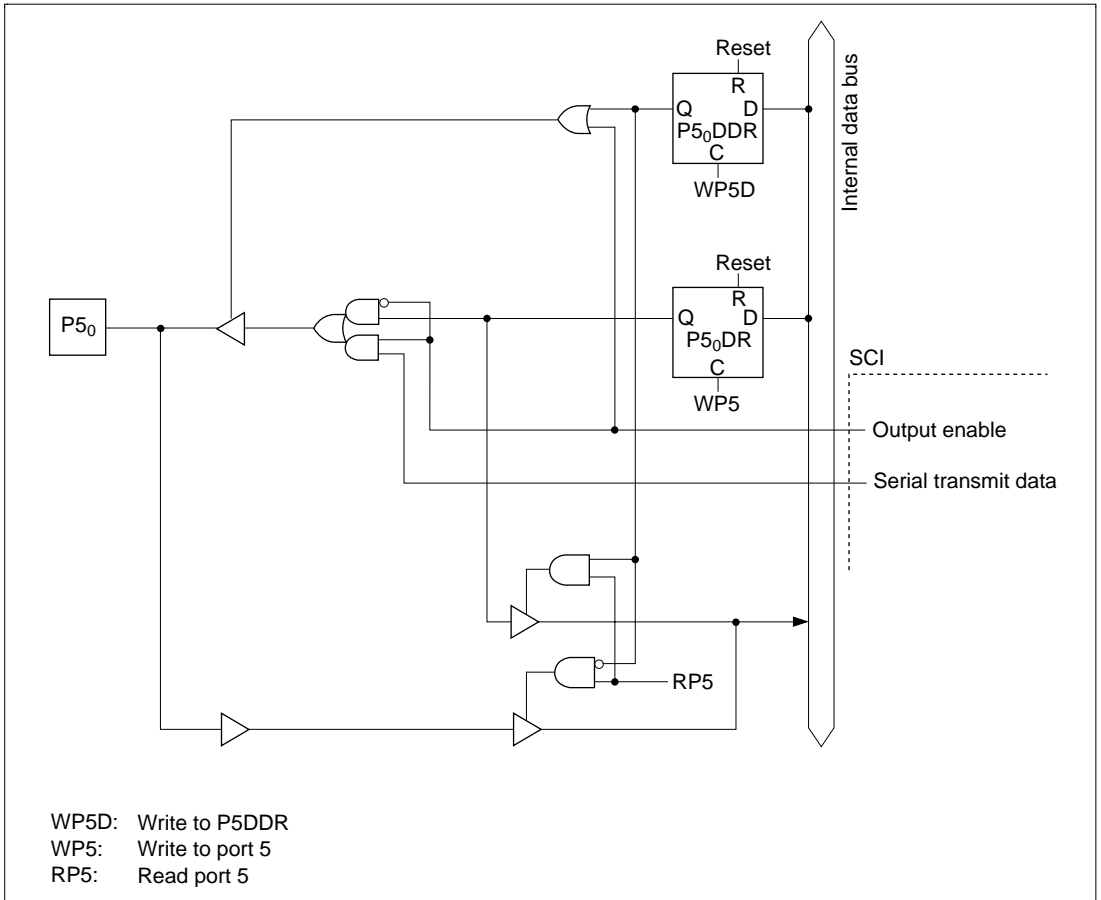 Reset
R
Q D
P5₀DDR
C
WP5D
Internal data bus
Reset
R
P5₀
Q D
P5₀DR
C
WP5
SCI
Output enable
Serial transmit data
RP5
WP5D: Write to P5DDR
WP5: Write to port 5
RP5: Read port 5